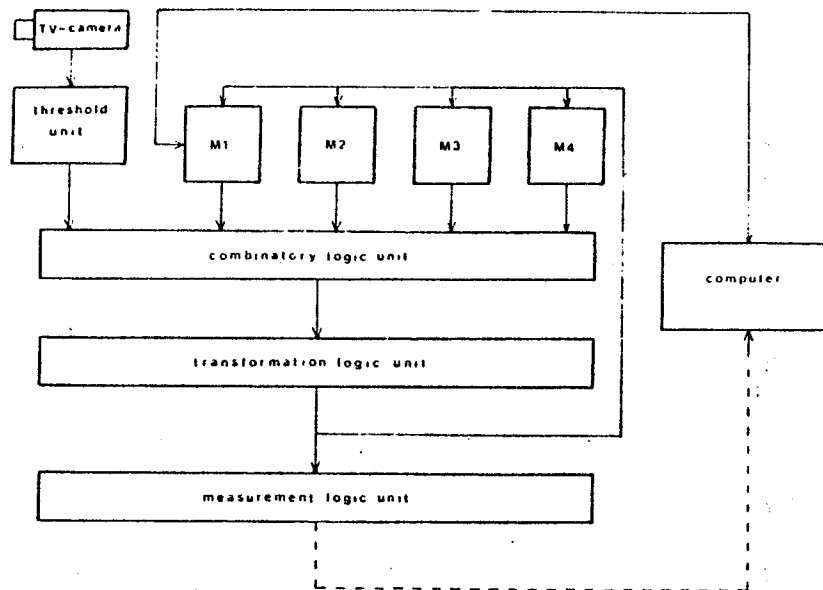 TV-camera
threshold
unit
M1
M2
M3
M4
combinatory logic unit
computer
transformation logic unit
measurement logic unit